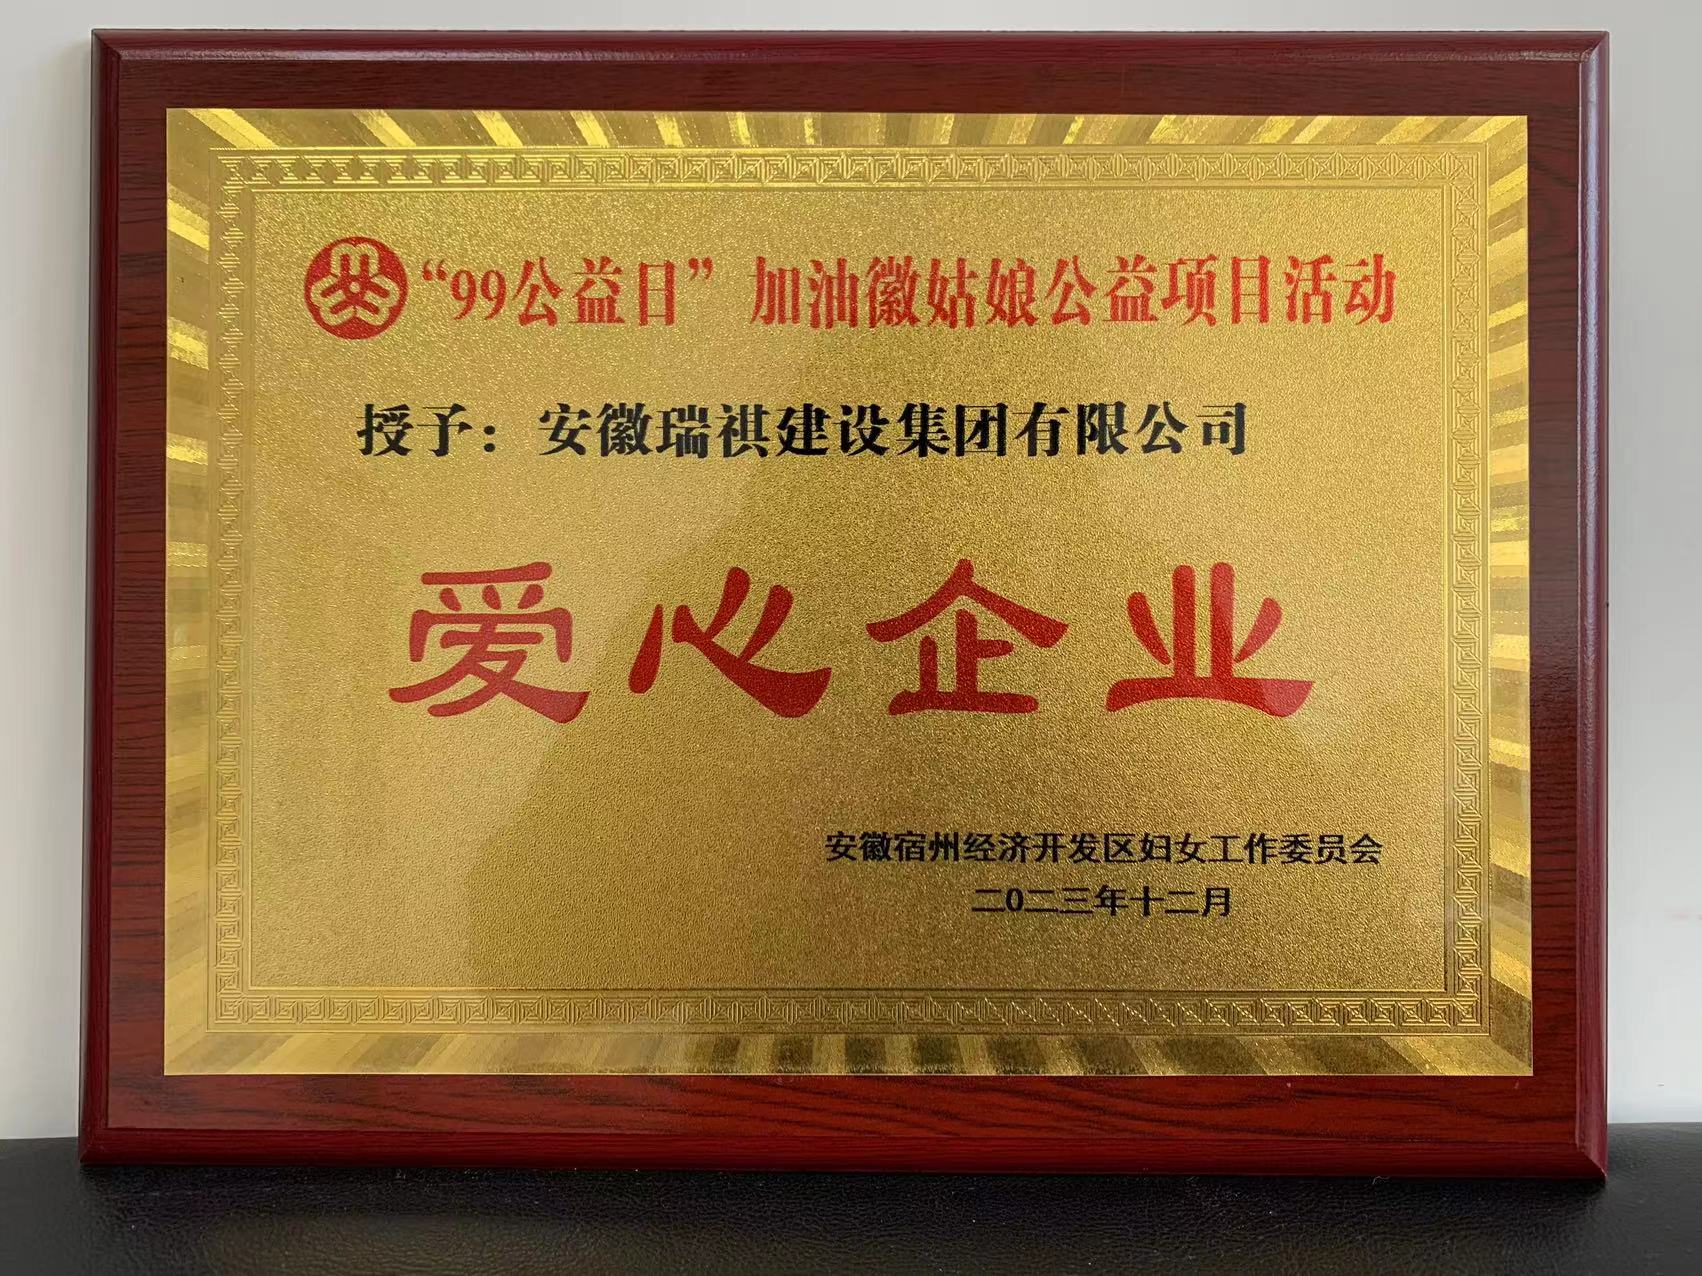 “99公益日”加油徽姑娘公益项目活动
授予：安徽瑞祺建设集团有限公司
爱心企业
安徽宿州经济开发区妇女工作委员会
二0二三年十二月